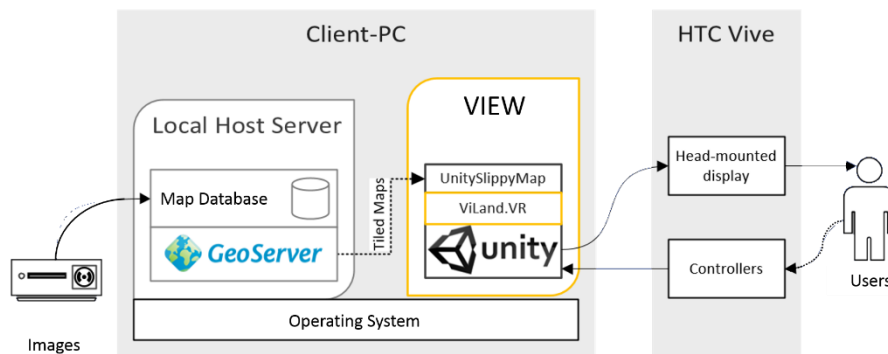 Client-PC
HTC Vive
Local Host Server
VIEW
Map Database
GeoServer
Tiled Maps
UnitySlippyMap
ViLand.VR
unity
Head-mounted
display
Controllers
Users
Operating System
Images